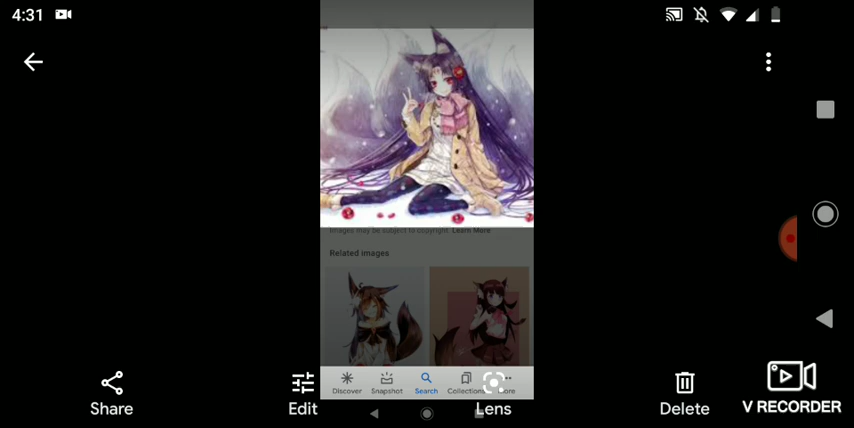 4:31
Images may be subject to copyright. Learn More
Related images
Discover Snapshot Search Collections More
Share Edit Lens Delete V RECORDER